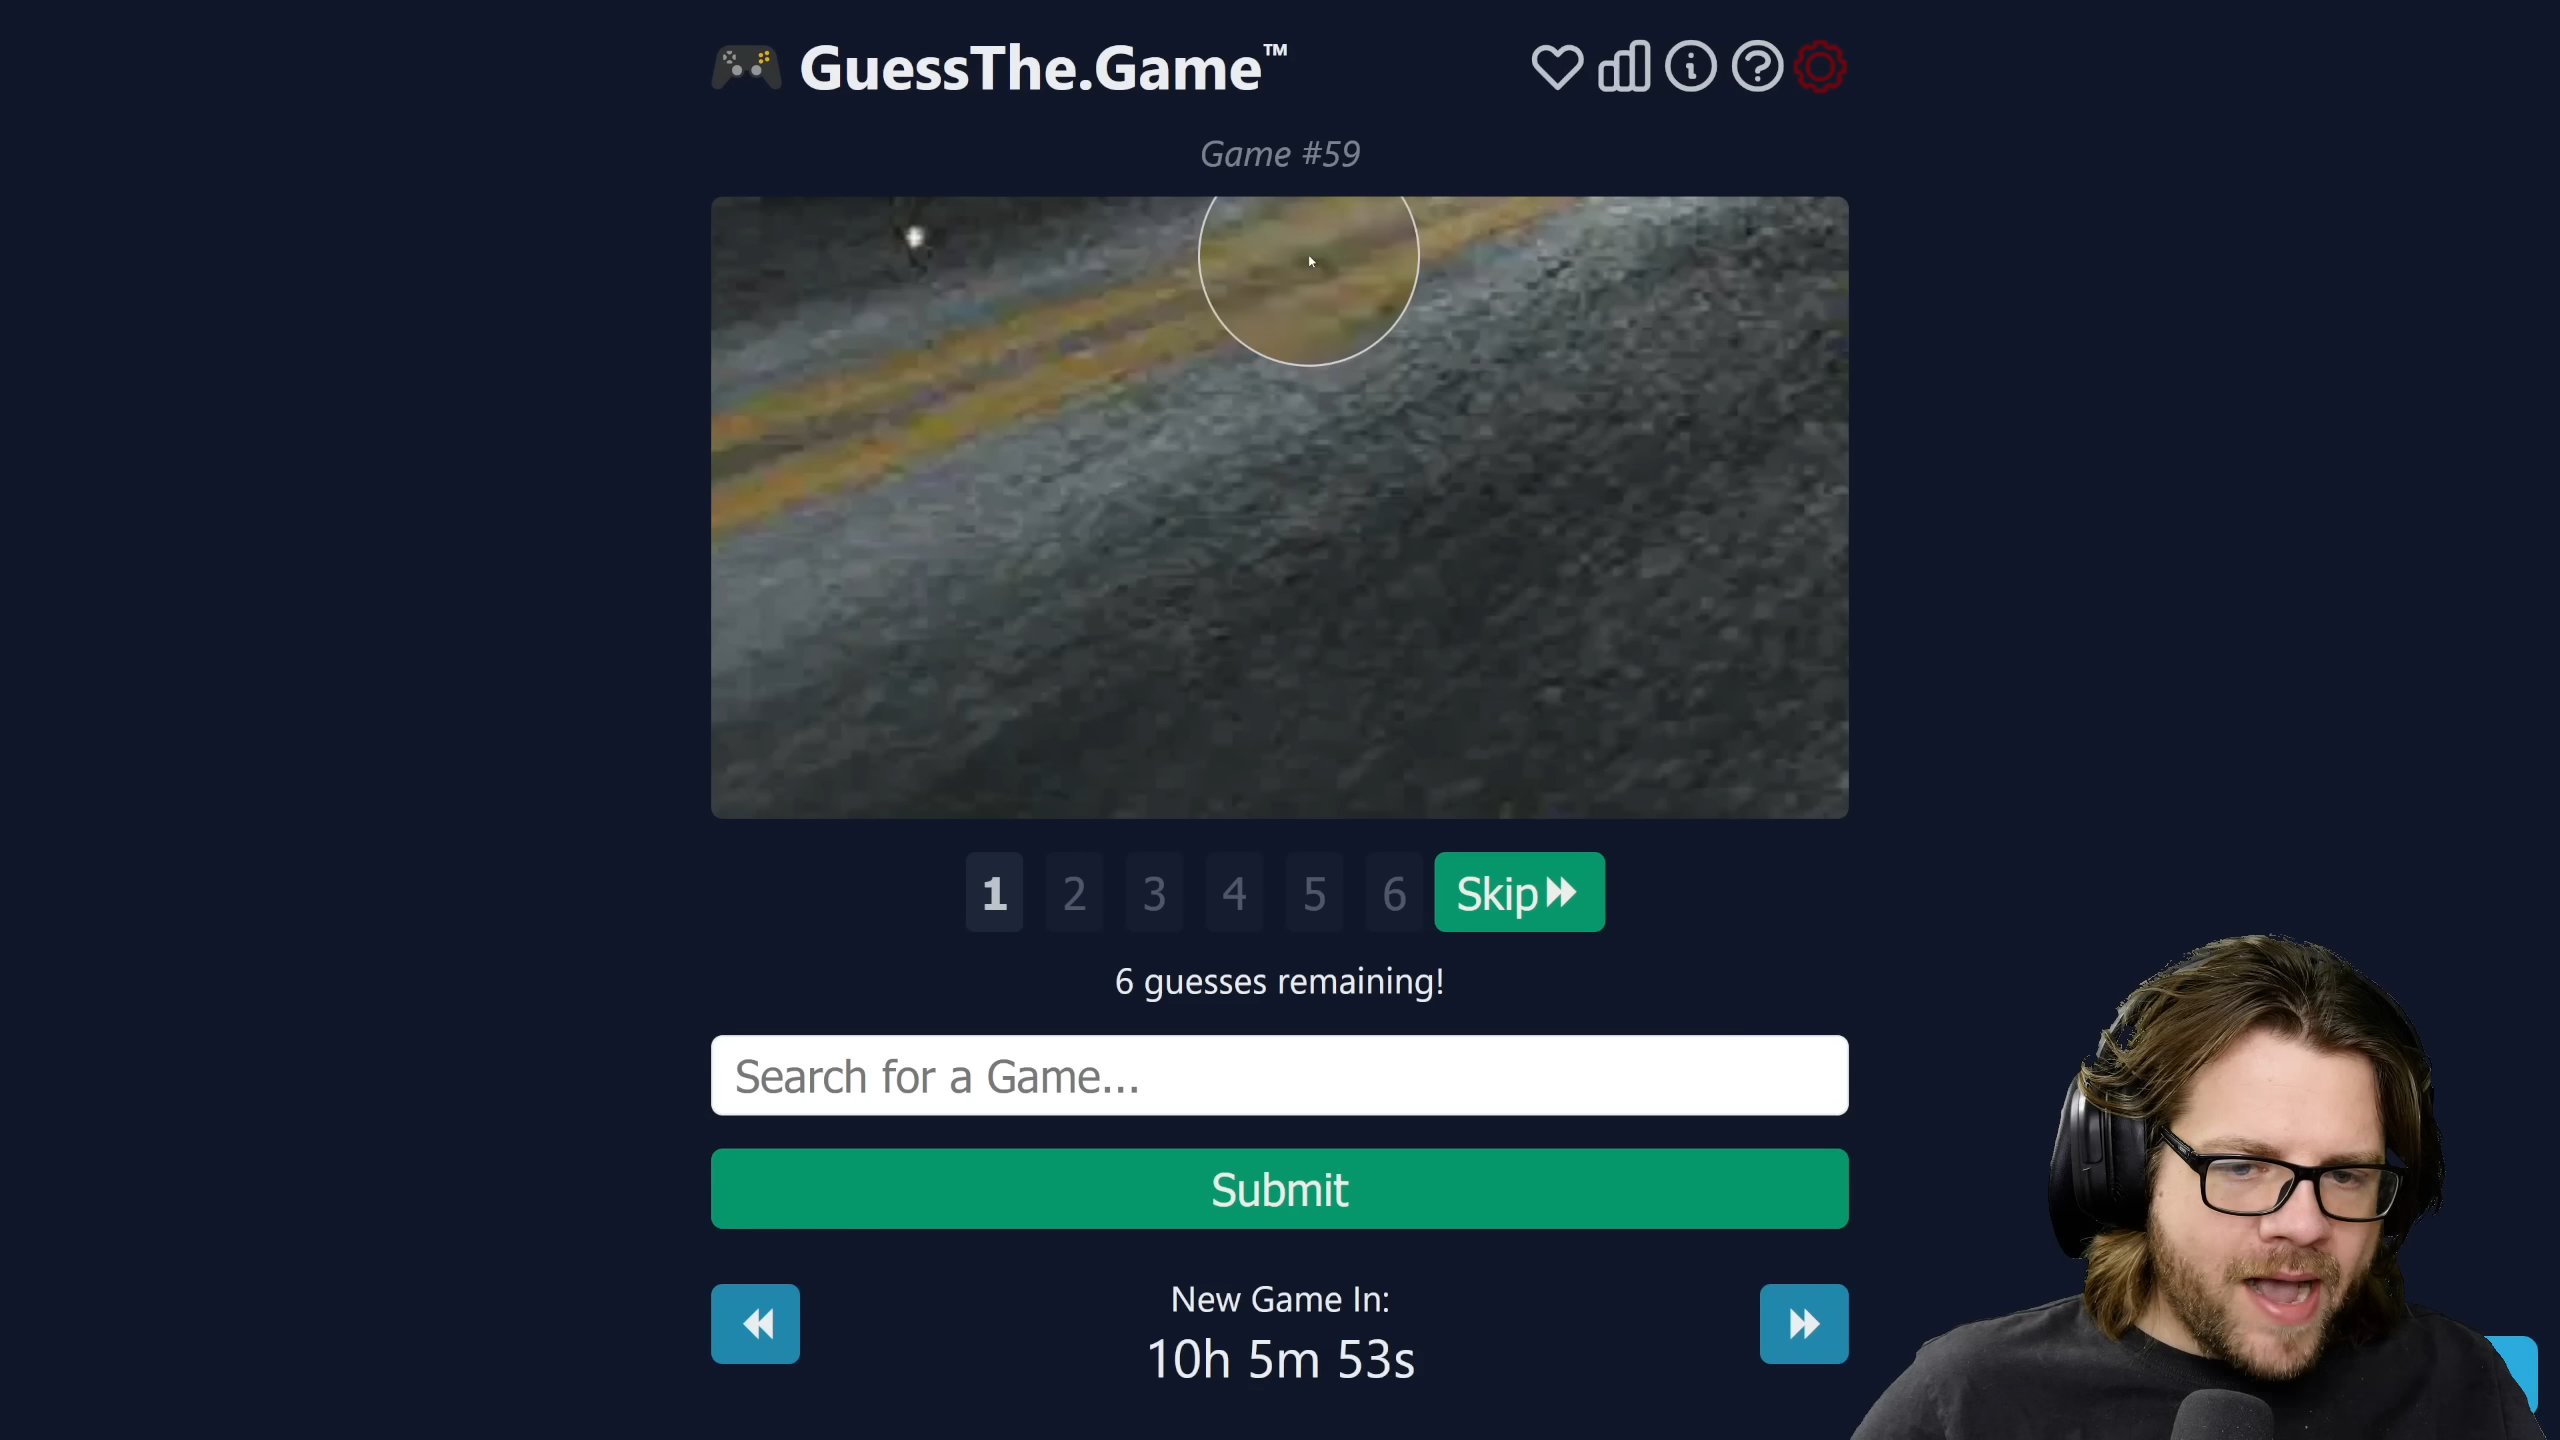 GuessThe.Game™
Game #59
1 2 3 4 5 6 Skip
6 guesses remaining!
Search for a Game...
Submit
New Game In:
10h 5m 53s